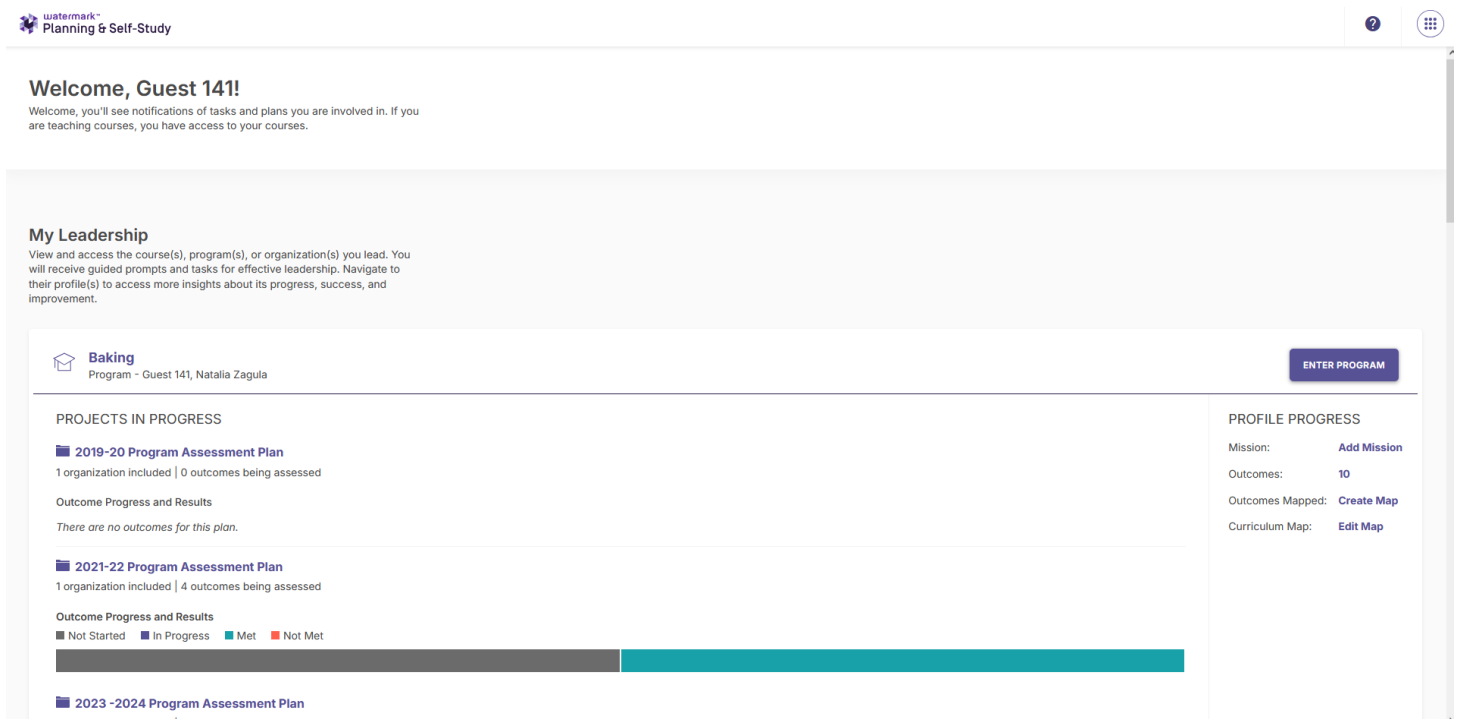 watermark™
Planning & Self-Study
?
Welcome, Guest 141!
Welcome, you'll see notifications of tasks and plans you are involved in. If you
are teaching courses, you have access to your courses.
My Leadership
View and access the course(s), program(s), or organization(s) you lead. You
will receive guided prompts and tasks for effective leadership. Navigate to
their profile(s) to access more insights about its progress, success, and
improvement.
Baking
Program - Guest 141, Natalia Zagula
ENTER PROGRAM
PROJECTS IN PROGRESS
2019-20 Program Assessment Plan
1 organization included | 0 outcomes being assessed
Outcome Progress and Results
There are no outcomes for this plan.
2021-22 Program Assessment Plan
1 organization included | 4 outcomes being assessed
Outcome Progress and Results
Not Started In Progress Met Not Met
2023 -2024 Program Assessment Plan
PROFILE PROGRESS
Mission: Add Mission
Outcomes: 10
Outcomes Mapped: Create Map
Curriculum Map: Edit Map